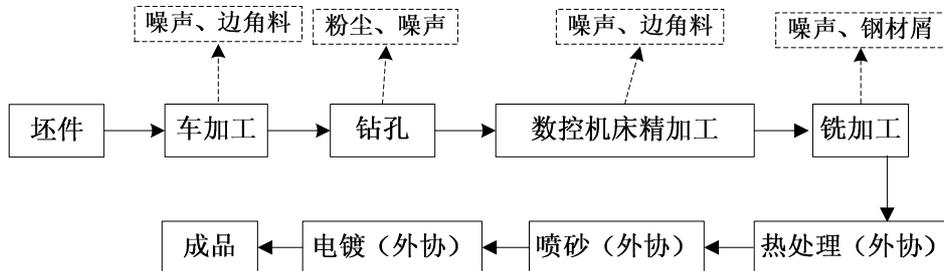 噪声、边角料
粉尘、噪声
噪声、边角料
噪声、钢材屑
坯件
车加工
钻孔
数控机床精加工
铣加工
成品
电镀（外协）
喷砂（外协）
热处理（外协）